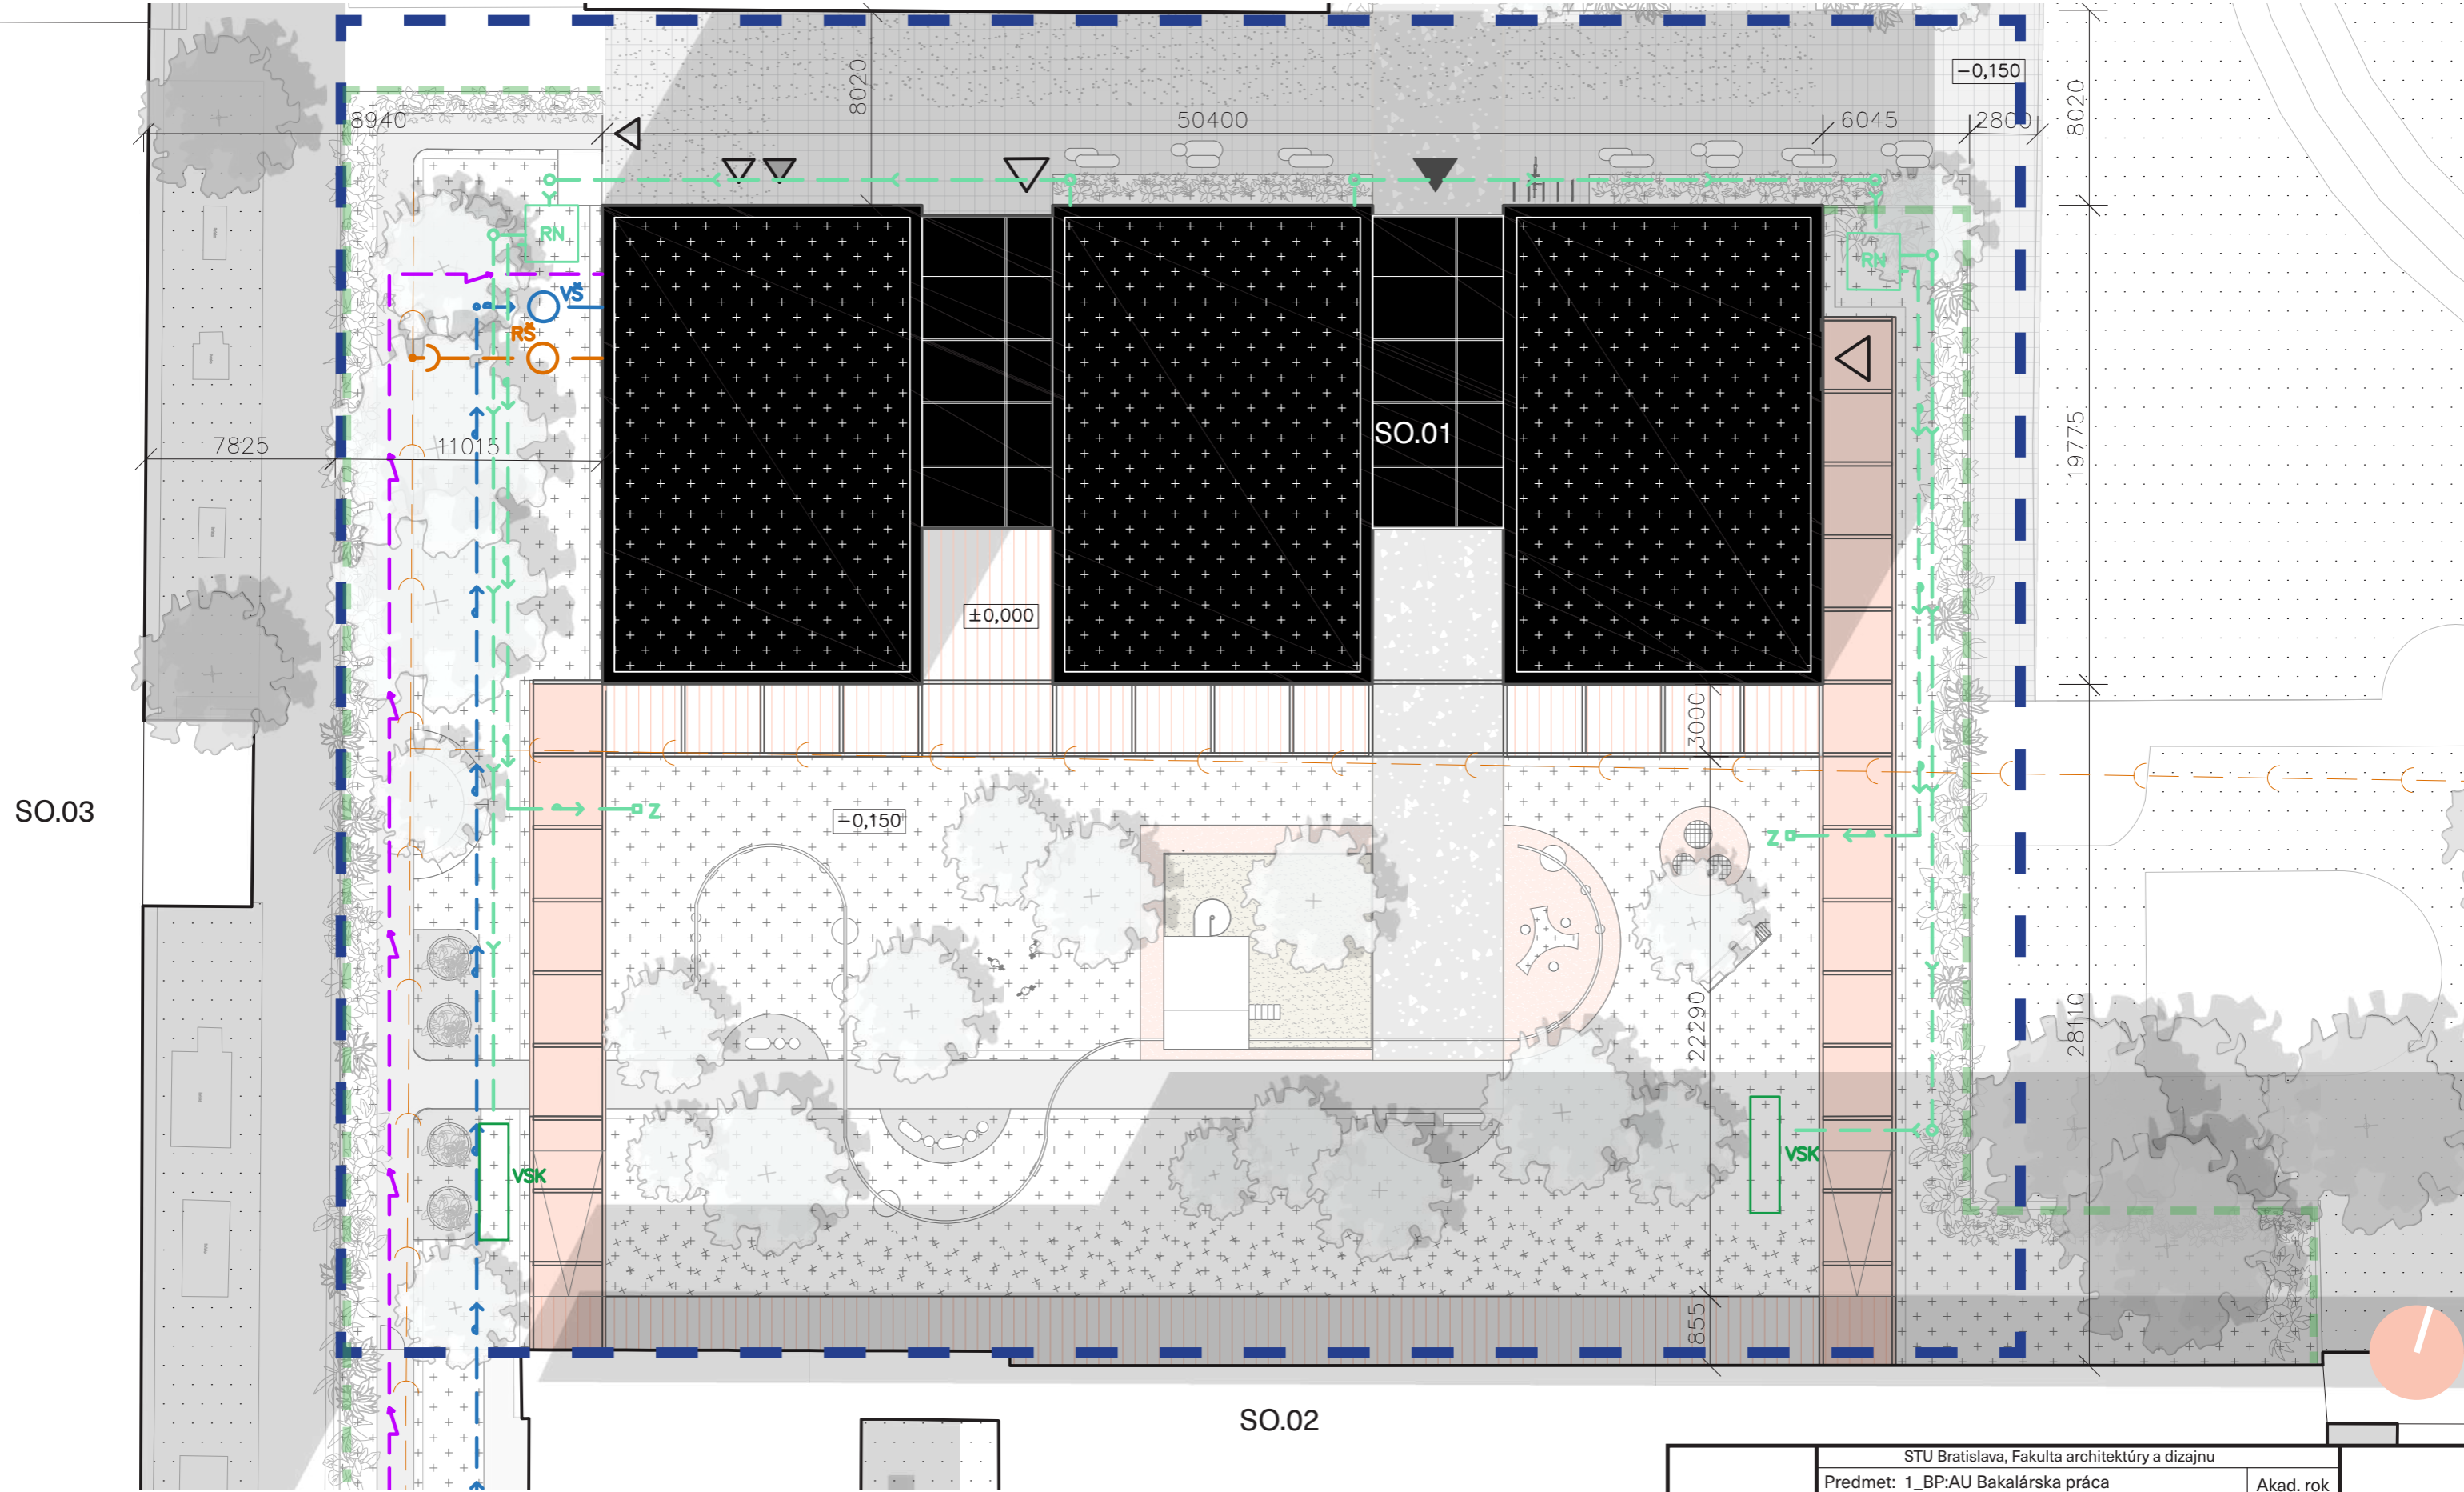 -0,150
8020
8020
8940
50400
6045
2800
RN
RN
VŠ
RŠ
SO.01
7825
11015
19775
±0,000
3000
SO.03
-0,150
Z
Z
22290
28110
VSK
VSK
855
SO.02
STU Bratislava, Fakulta architektúry a dizajnu
Predmet: 1_BP:AU Bakalárska práca
Akad. rok